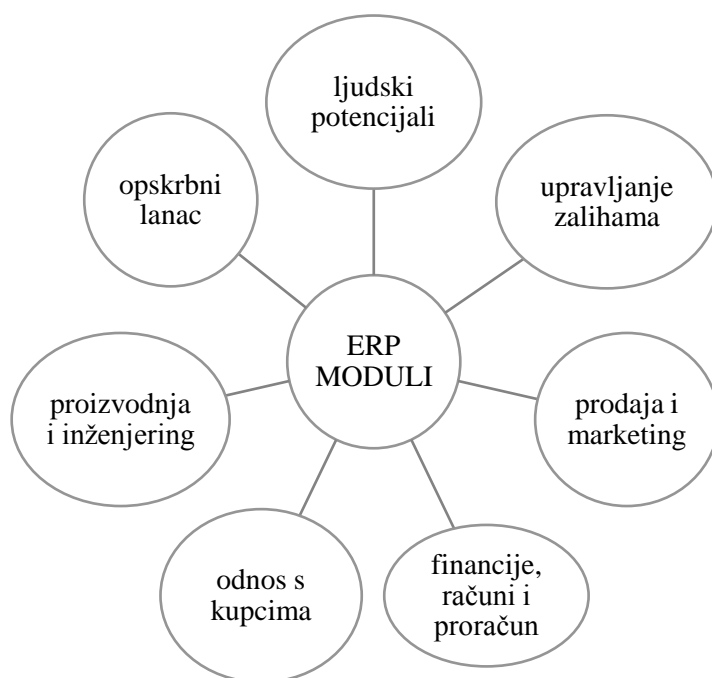 ljudski
potencijali
upravljanje
zalihama
prodaja i
marketing
financije,
računi i
proračun
odnos s
kupcima
proizvodnja
i inženjering
opskrbni
lanac
ERP
MODULI